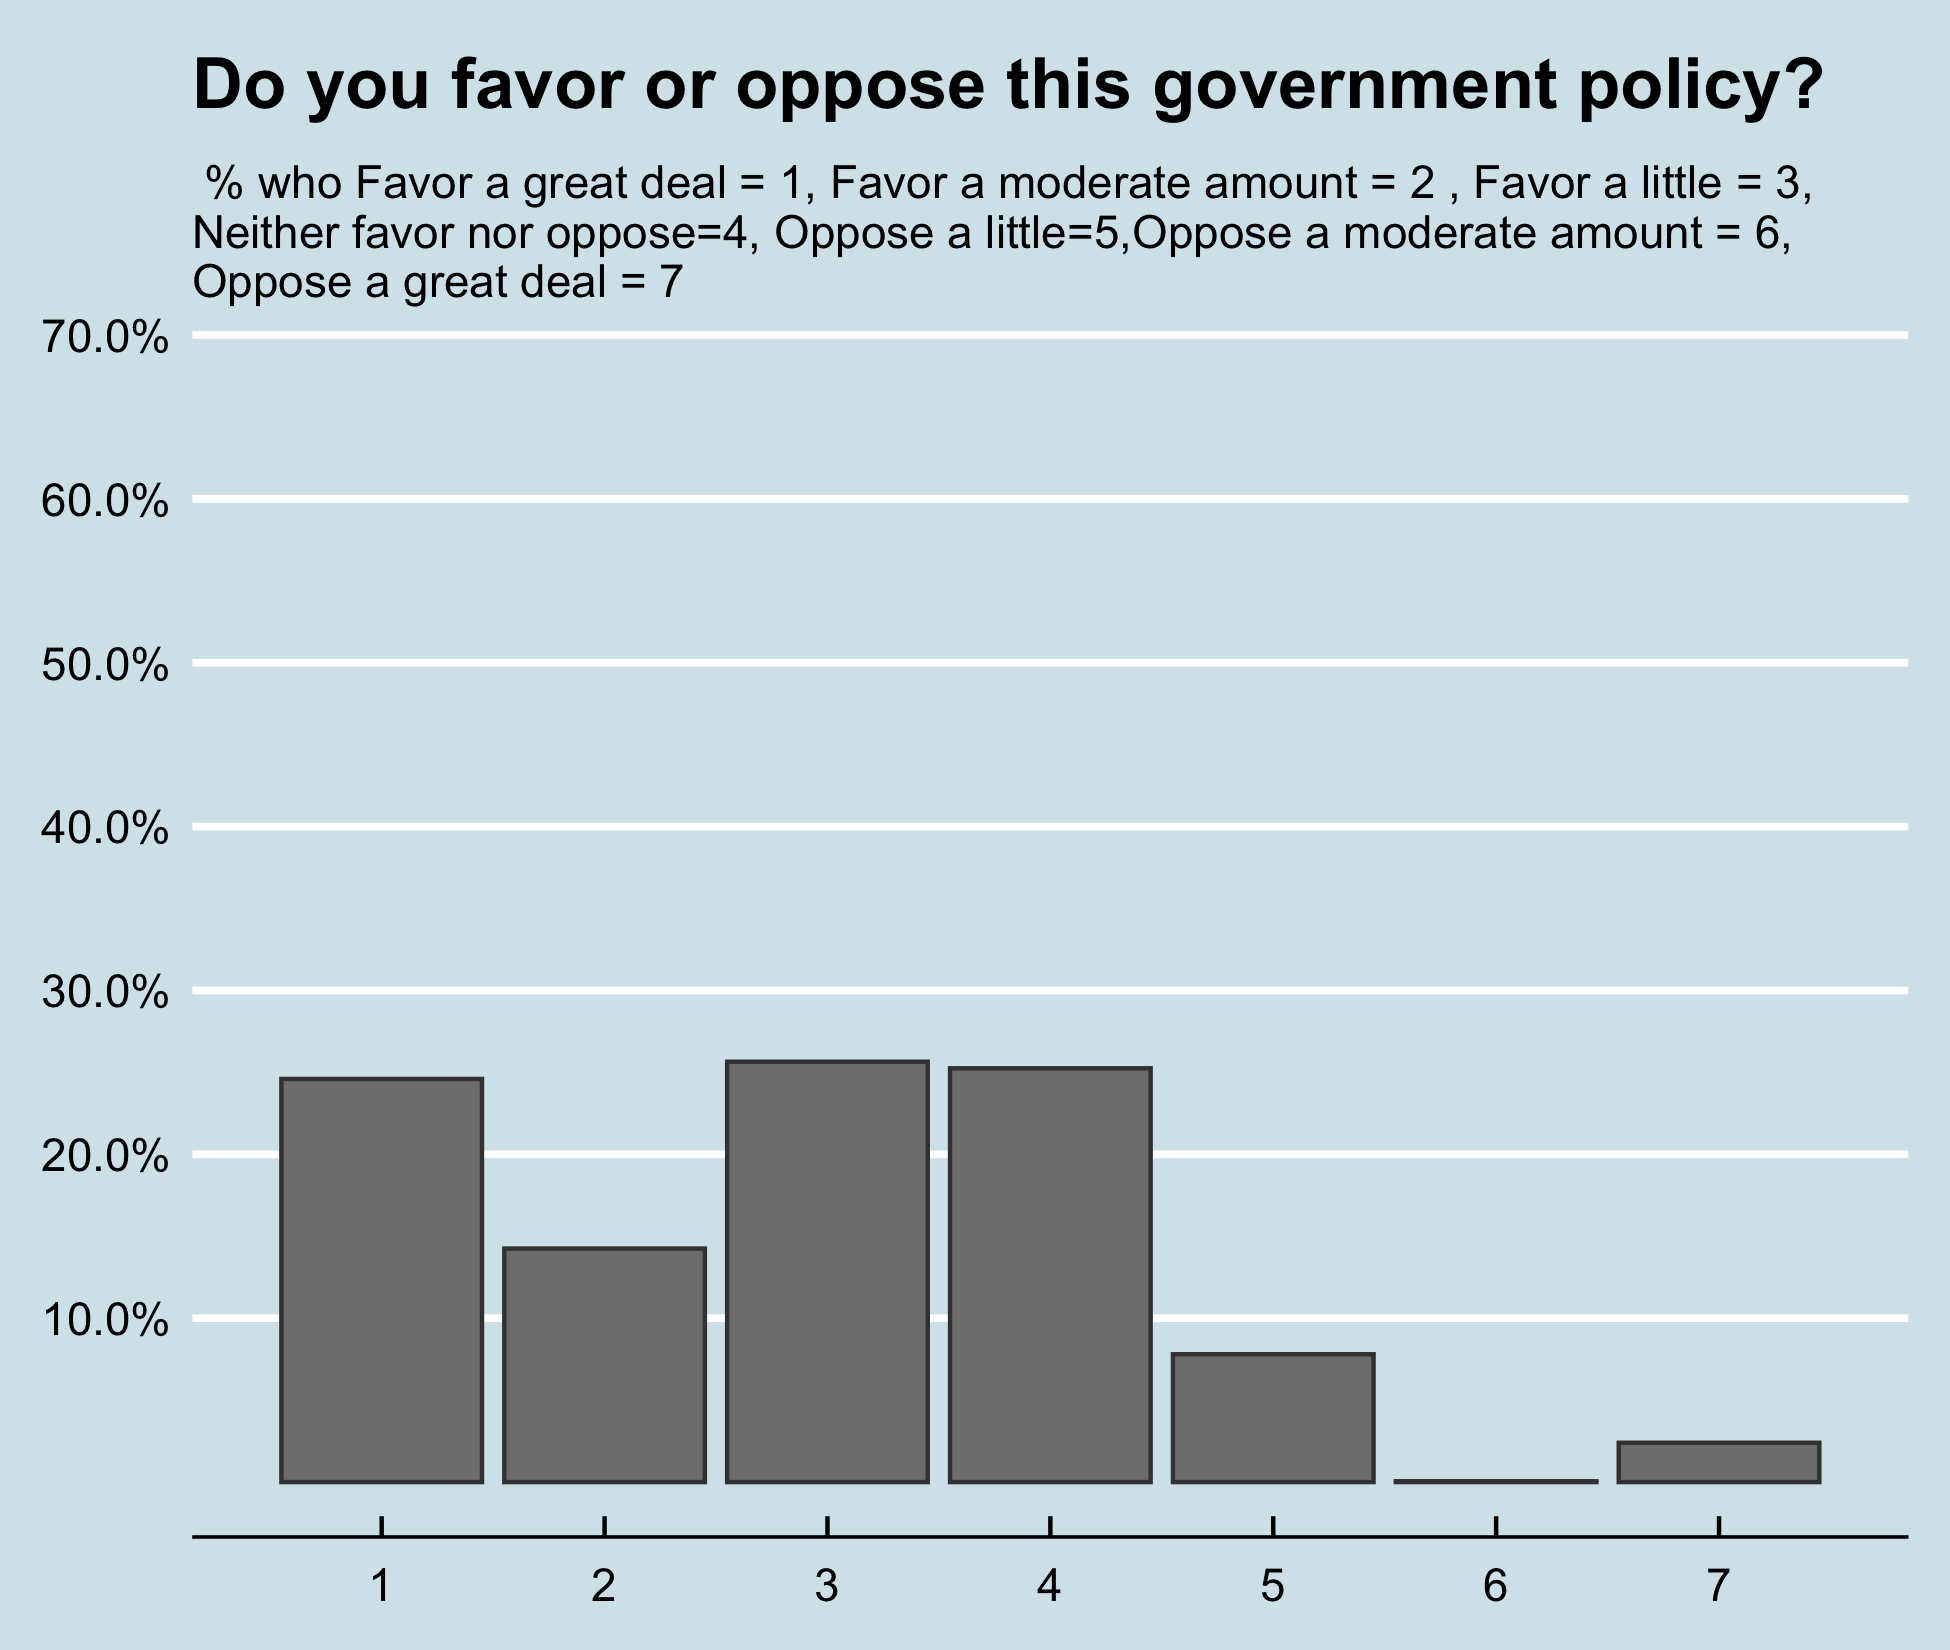 Do you favor or oppose this government policy?
% who Favor a great deal = 1, Favor a moderate amount = 2 , Favor a little = 3,
Neither favor nor oppose=4, Oppose a little=5,Oppose a moderate amount = 6,
Oppose a great deal = 7
70.0%
60.0%
50.0%
40.0%
30.0%
20.0%
10.0%
1 2 3 4 5 6 7